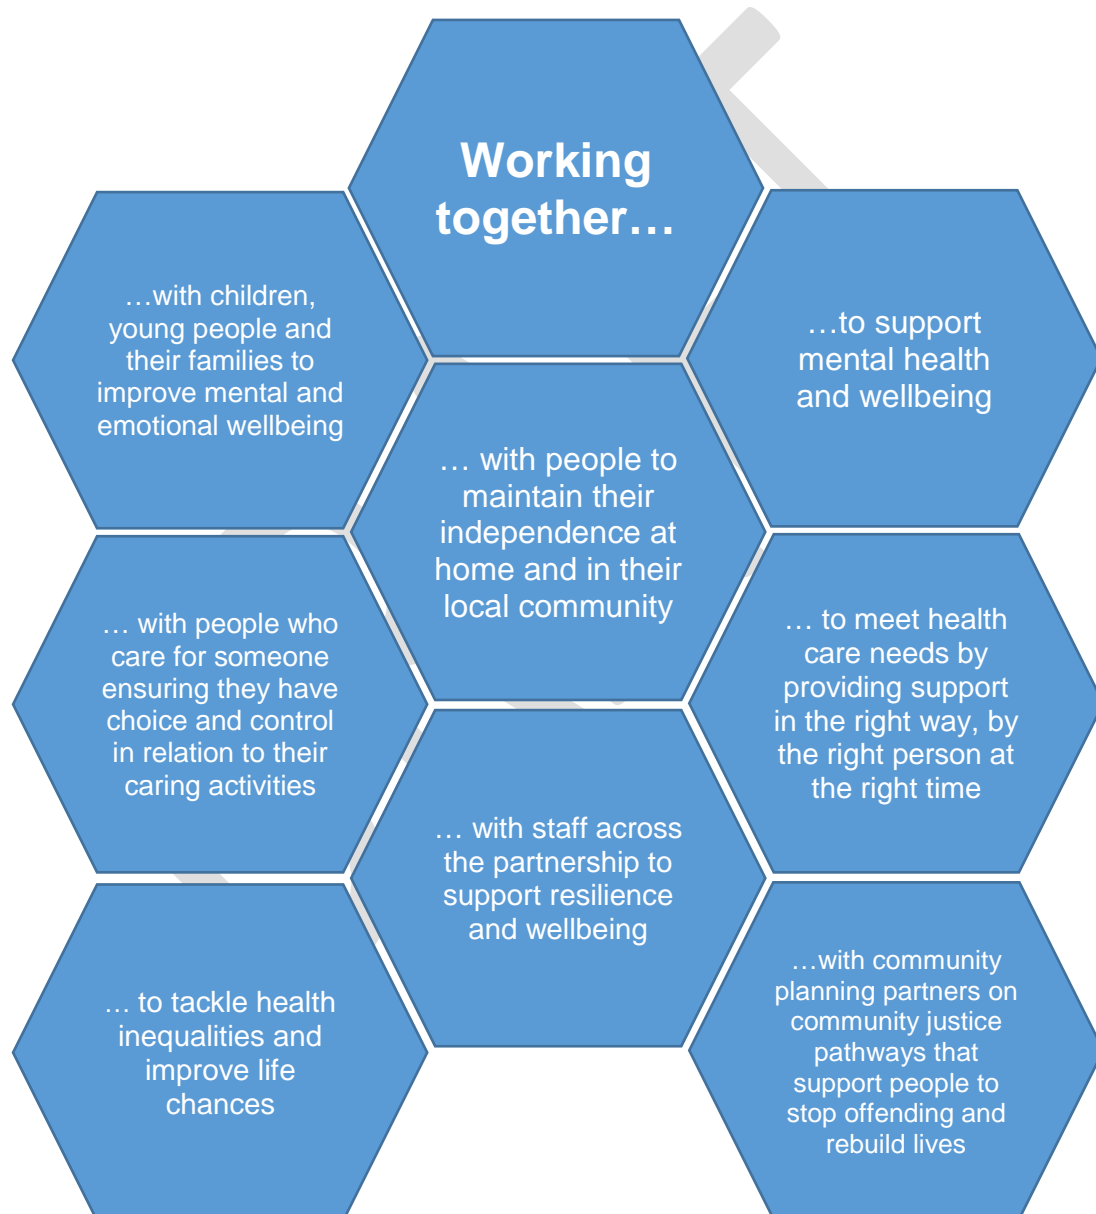 Working
together…
…with children,
young people and
their families to
improve mental and
emotional wellbeing
…to support
mental health
and wellbeing
… with people to
maintain their
independence at
home and in their
local community
… with people who
care for someone
ensuring they have
choice and control
in relation to their
caring activities
… to meet health
care needs by
providing support
in the right way, by
the right person at
the right time
… with staff across
the partnership to
support resilience
and wellbeing
… to tackle health
inequalities and
improve life
chances
…with community
planning partners on
community justice
pathways that
support people to
stop offending and
rebuild lives